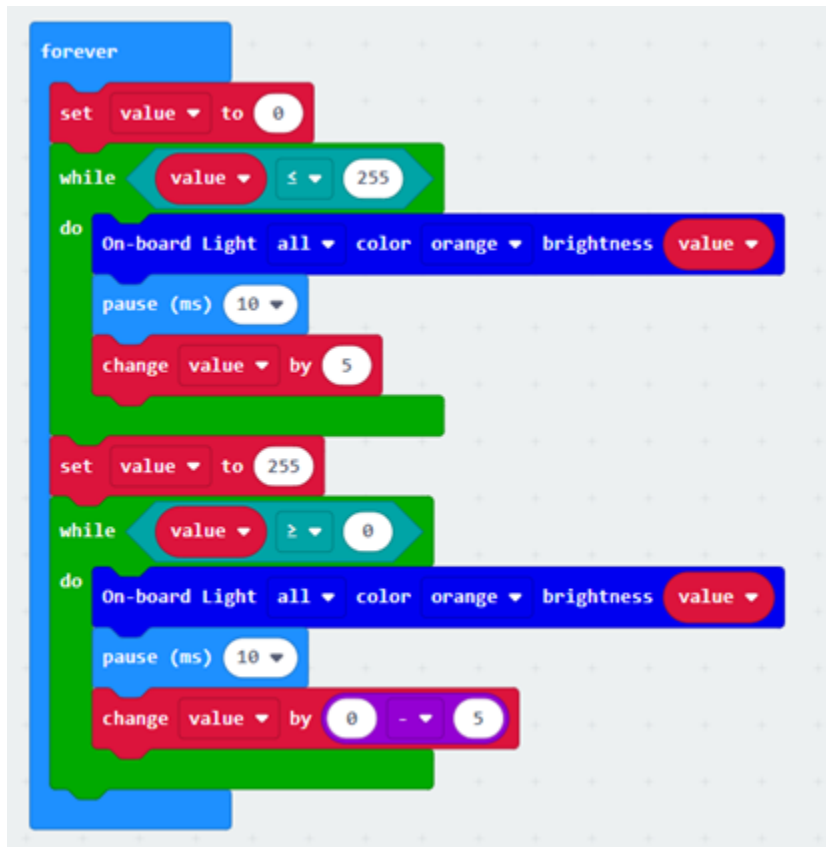 forever
set value to 0
while value ≤ 255
do
On-board Light all color orange brightness value
pause (ms) 10
change value by 5
set value to 255
while value ≥ 0
do
On-board Light all color orange brightness value
pause (ms) 10
change value by 0 - 5